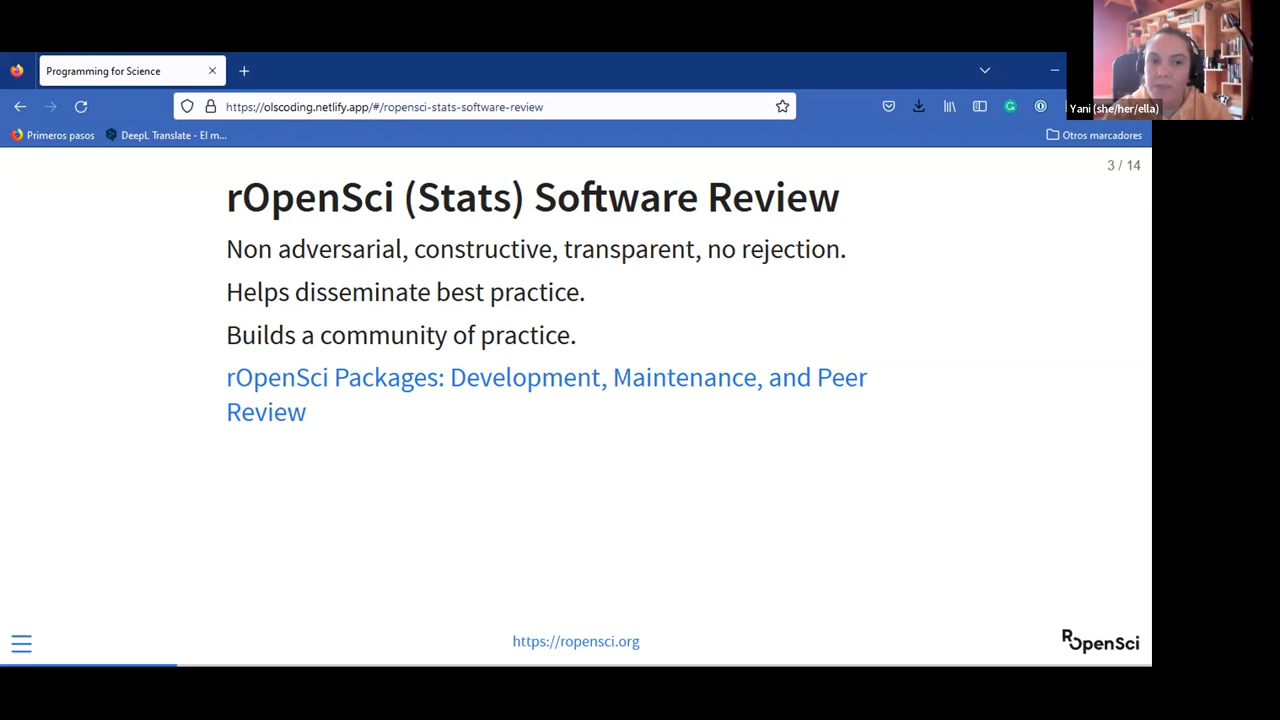 Programming for Science
https://olscoding.netlify.app/#/ropensci-stats-software-review
Yani (she/her/ella)
Primeros pasos
DeepL Translate - El m...
Otros marcadores
3 / 14
rOpenSci (Stats) Software Review
Non adversarial, constructive, transparent, no rejection.
Helps disseminate best practice.
Builds a community of practice.
rOpenSci Packages: Development, Maintenance, and Peer
Review
https://ropensci.org
ROpenSci